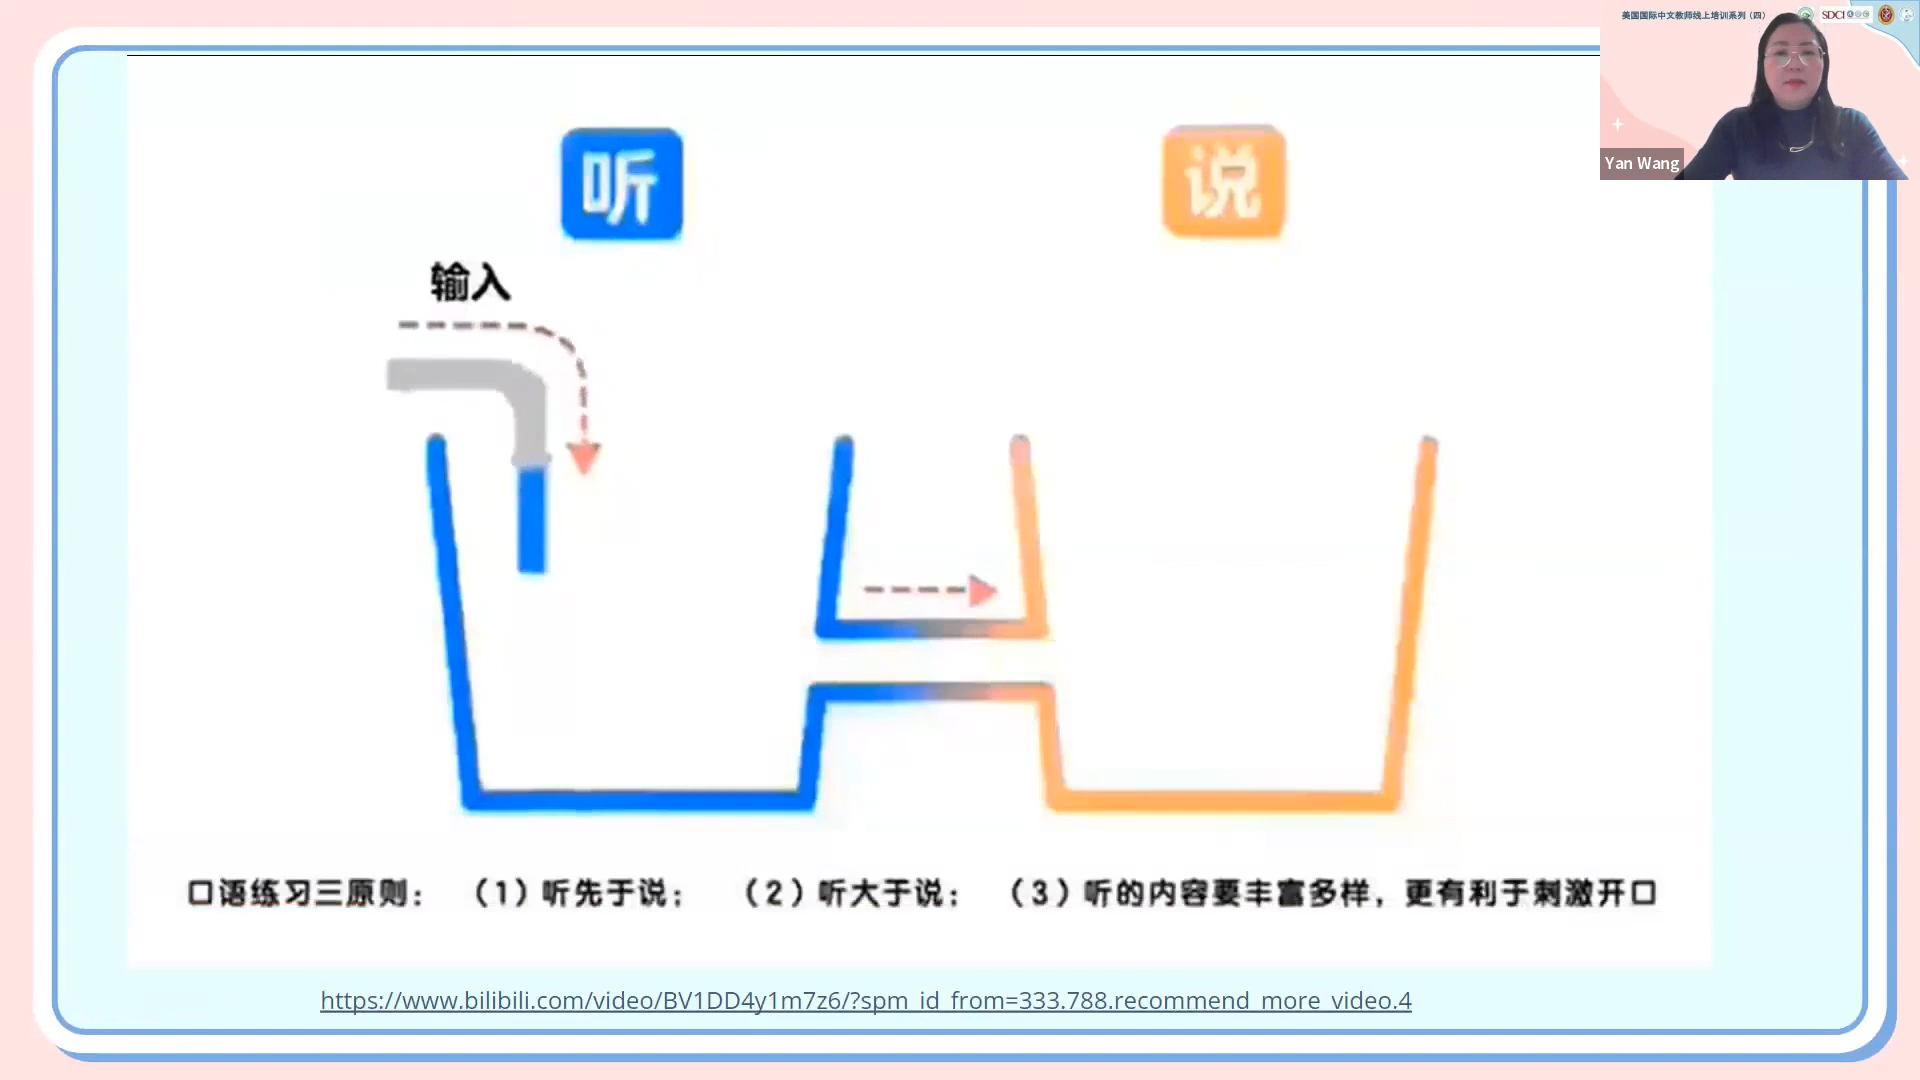 美国国际中文教师线上培训系列（四）
SDCI
Yan Wang
听
说
输入
口语练习三原则：（1）听先于说；（2）听大于说；（3）听的内容要丰富多样，更有利于刺激开口
https://www.bilibili.com/video/BV1DD4y1m7z6/?spm_id_from=333.788.recommend_more_video.4